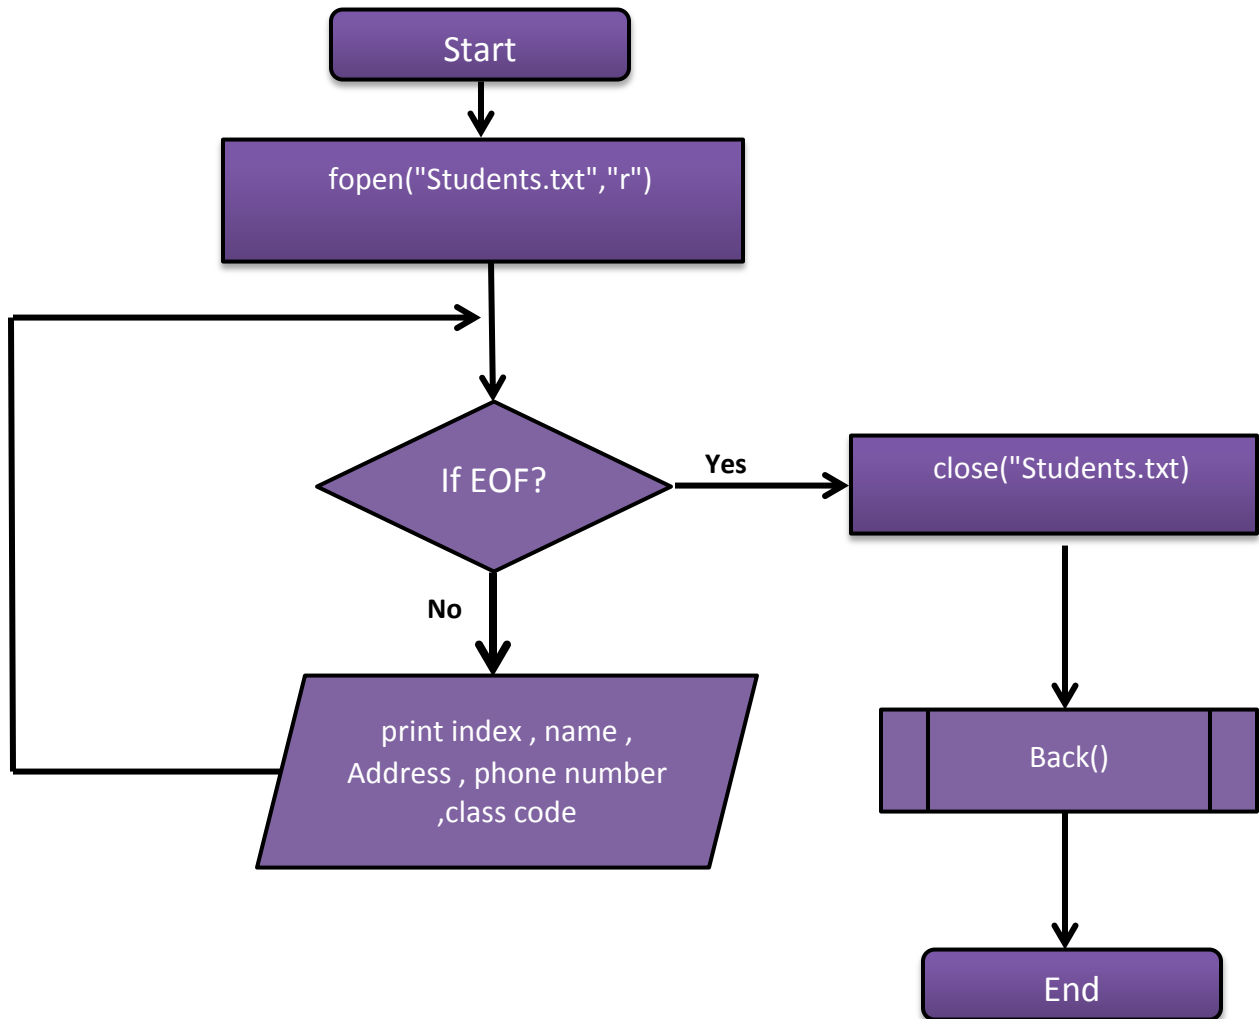 Start
fopen("Students.txt","r")
If EOF?
Yes
close("Students.txt)
No
print index , name ,
Address , phone number
,class code
Back()
End